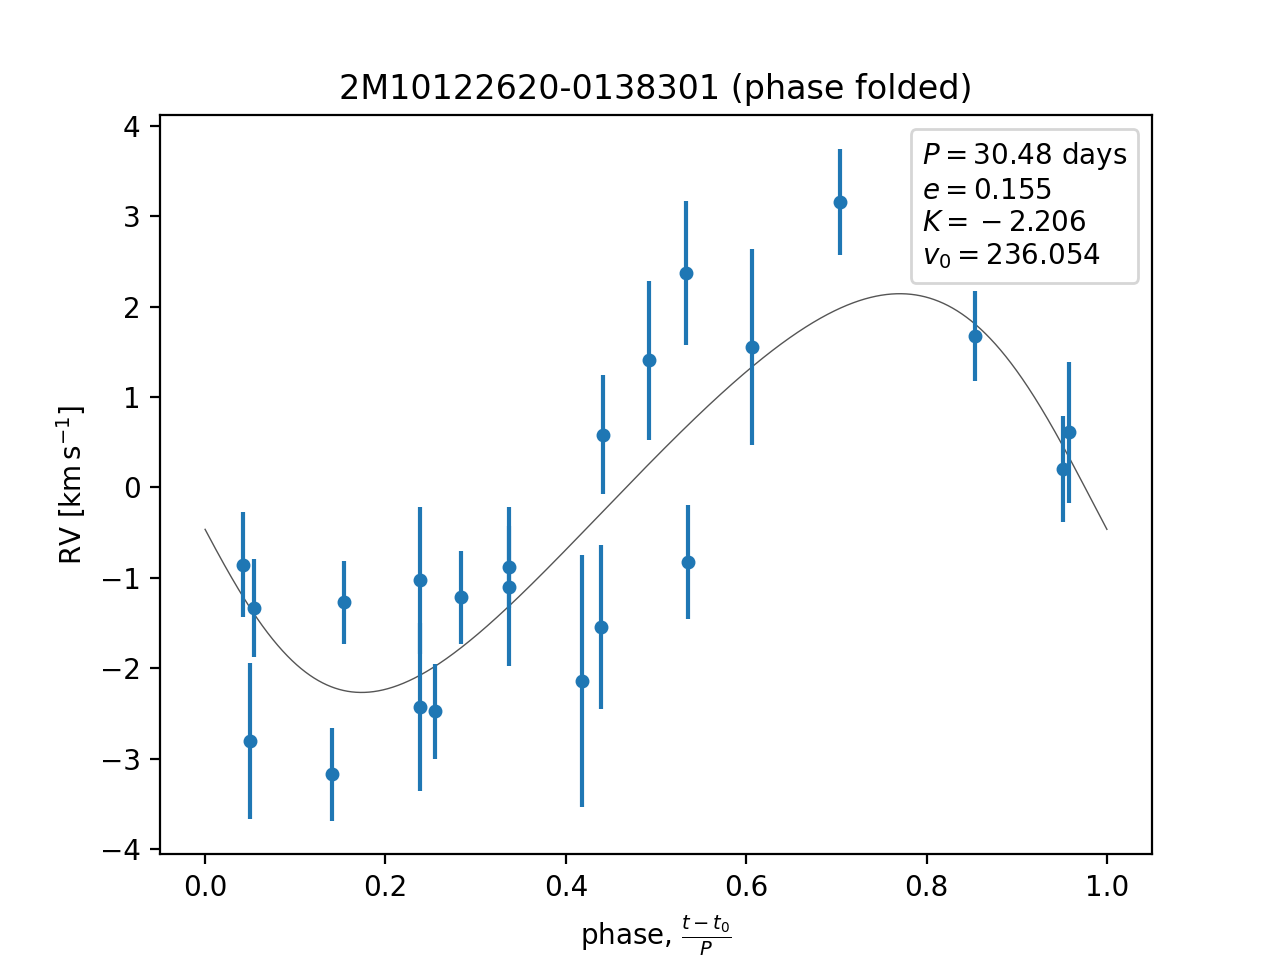 2M10122620-0138301 (phase folded)
P = 30.48 days
e = 0.155
K = −2.206
v₀ = 236.054
4
3
2
1
0
−1
−2
−3
−4
RV [km s⁻¹]
0.0 0.2 0.4 0.6 0.8 1.0
phase, (t − t₀)/P